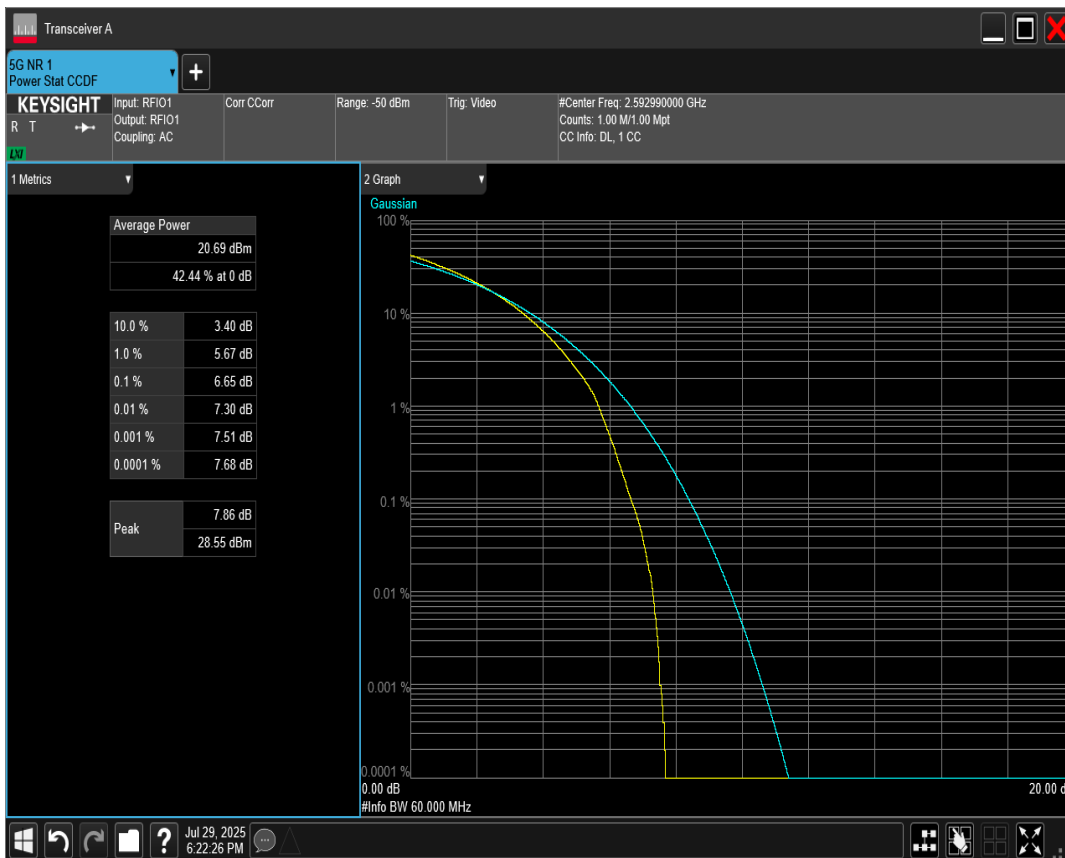 Transceiver A
5G NR 1
Power Stat CCDF
KEYSIGHT
R T
LXI
Input: RFIO1
Output: RFIO1
Coupling: AC
Corr CCorr
Range: -50 dBm
Trig: Video
#Center Freq: 2.592990000 GHz
Counts: 1.00 M/1.00 Mpt
CC Info: DL, 1 CC
1 Metrics
Average Power
20.69 dBm
42.44 % at 0 dB
10.0 % 3.40 dB
1.0 % 5.67 dB
0.1 % 6.65 dB
0.01 % 7.30 dB
0.001 % 7.51 dB
0.0001 % 7.68 dB
Peak 7.86 dB
28.55 dBm
2 Graph
Gaussian
100 %
10 %
1 %
0.1 %
0.01 %
0.001 %
0.0001 %
0.00 dB 20.00 d
#Info BW 60.000 MHz
Jul 29, 2025
6:22:26 PM